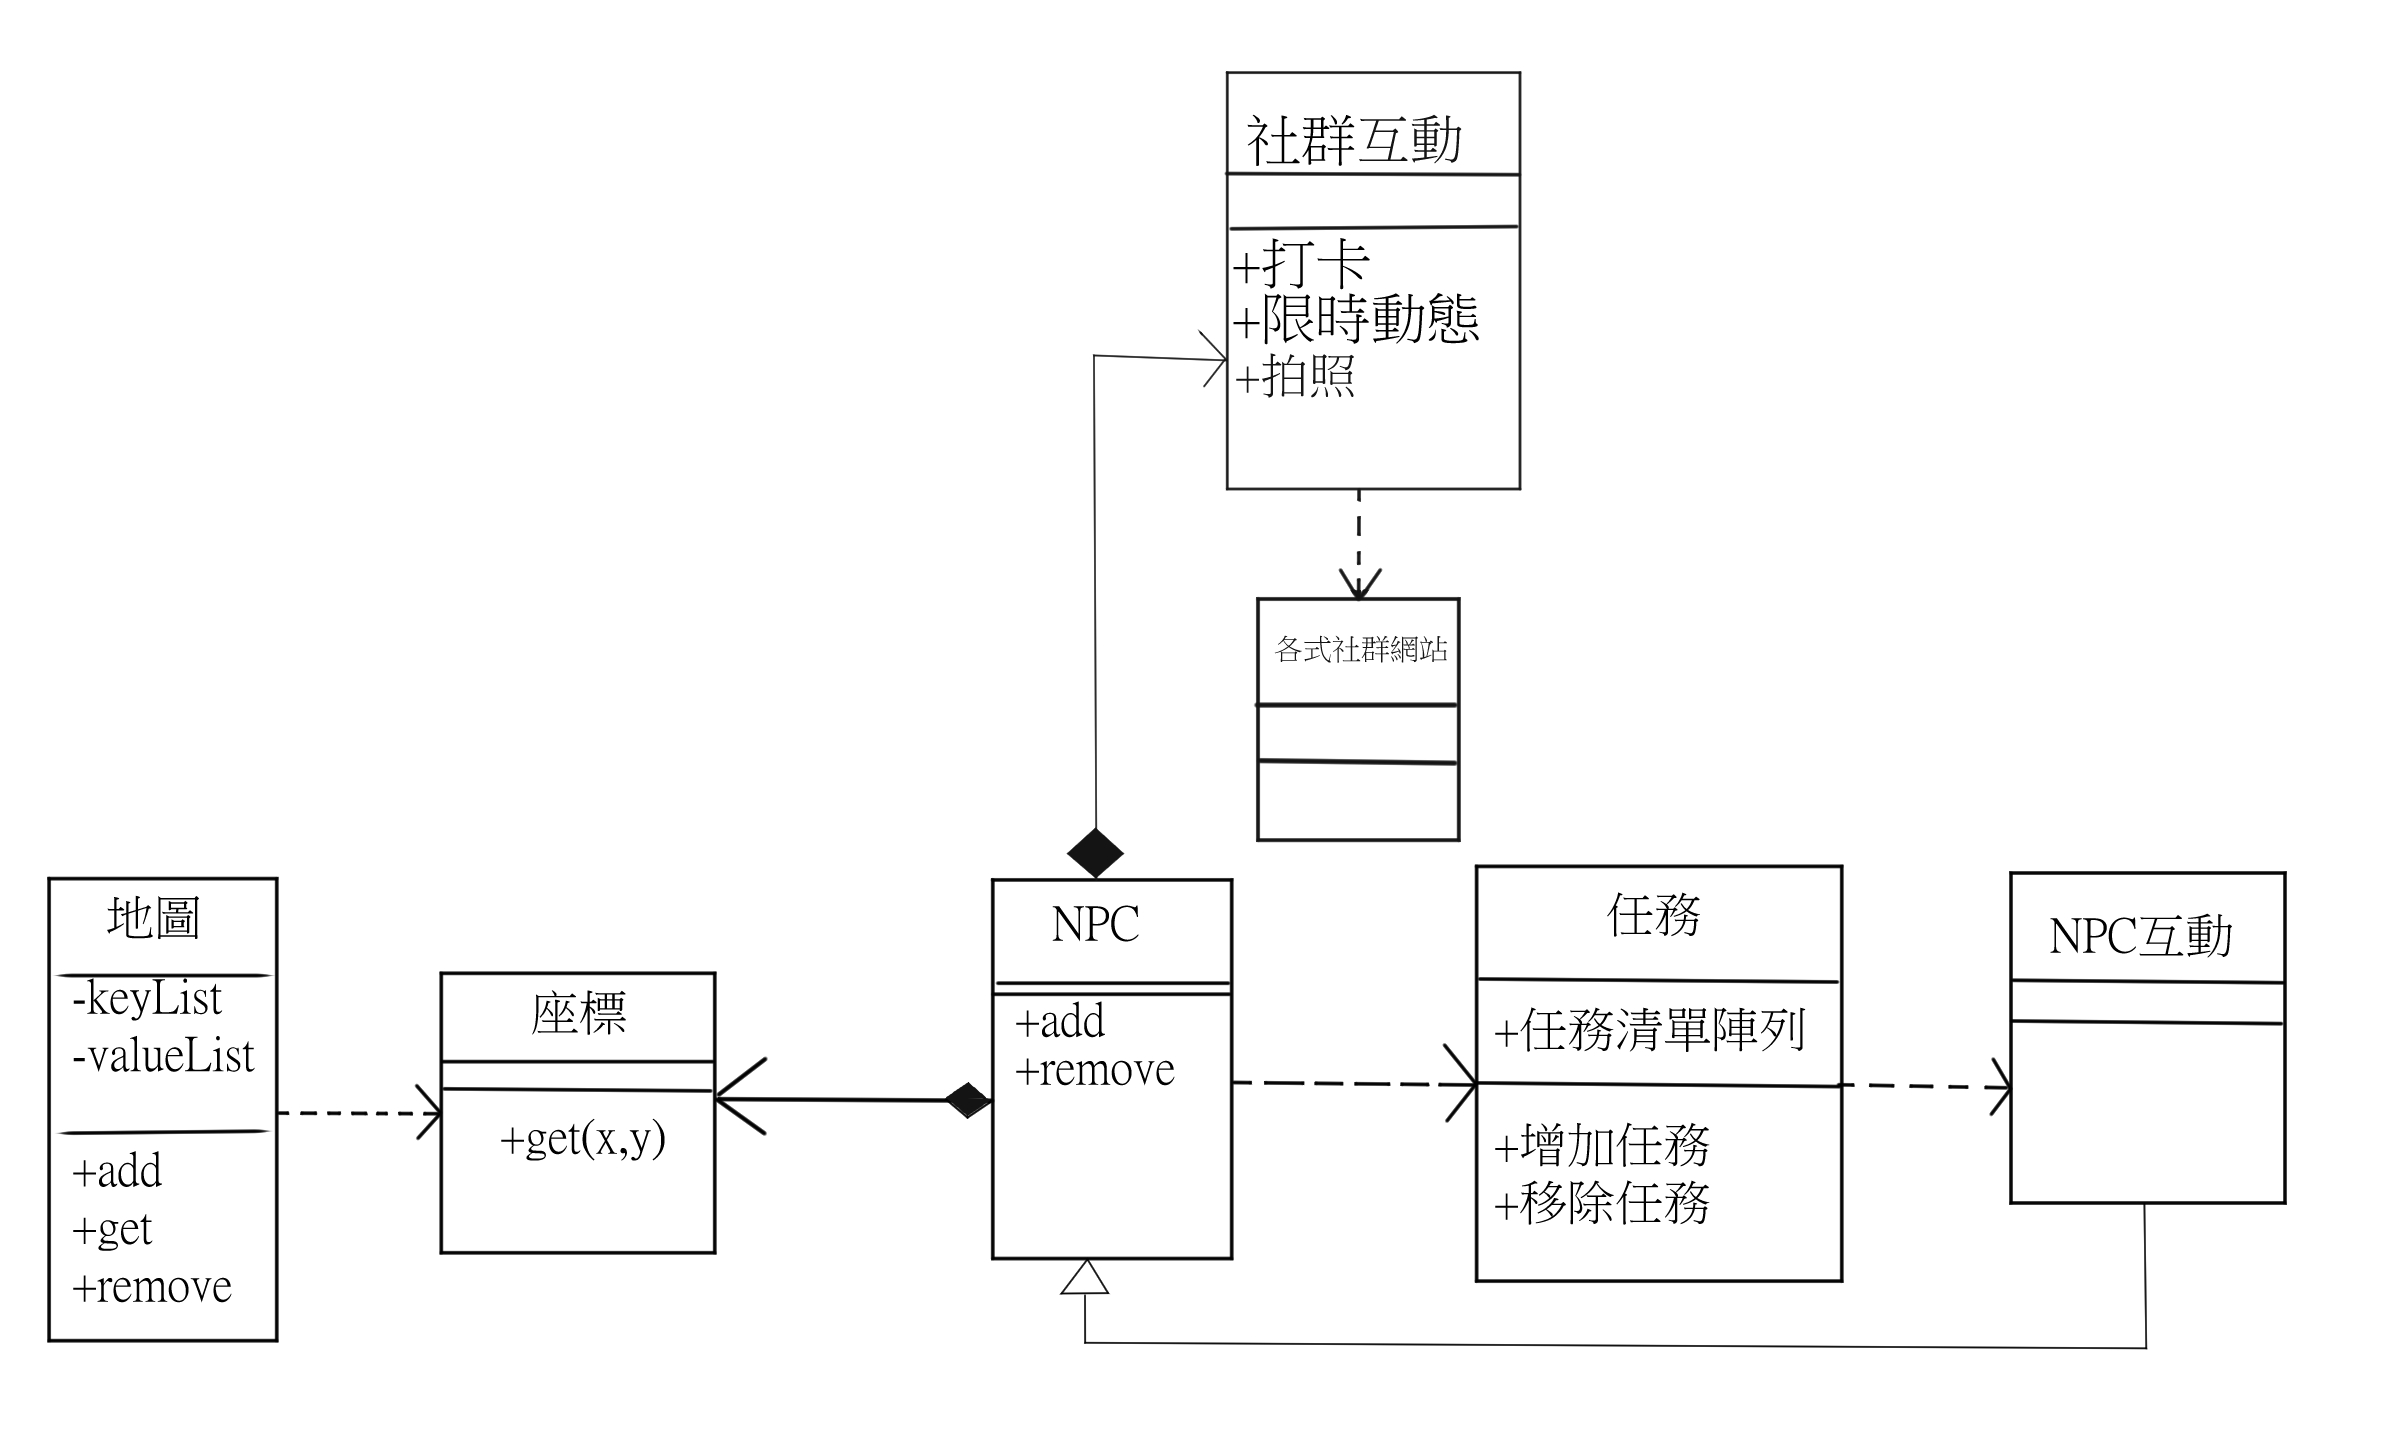 社群互動
+打卡
+限時動態
+拍照
各式社群網站
地圖
-keyList
-valueList
+add
+get
+remove
座標
+get(x,y)
NPC
+add
+remove
任務
+任務清單陣列
+增加任務
+移除任務
NPC互動